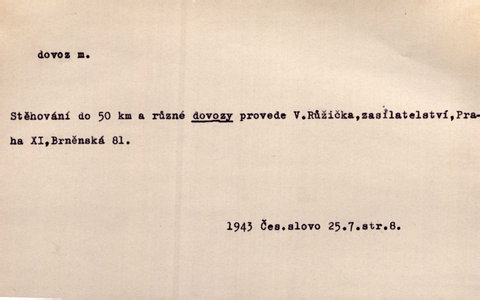 dovoz m.
Stěhování do 50 km a různé dovozy provede V.Růžička,zasílatelství,Pra-
ha XI,Brněnská 81.
1943 Čes.slovo 25.7.str.8.